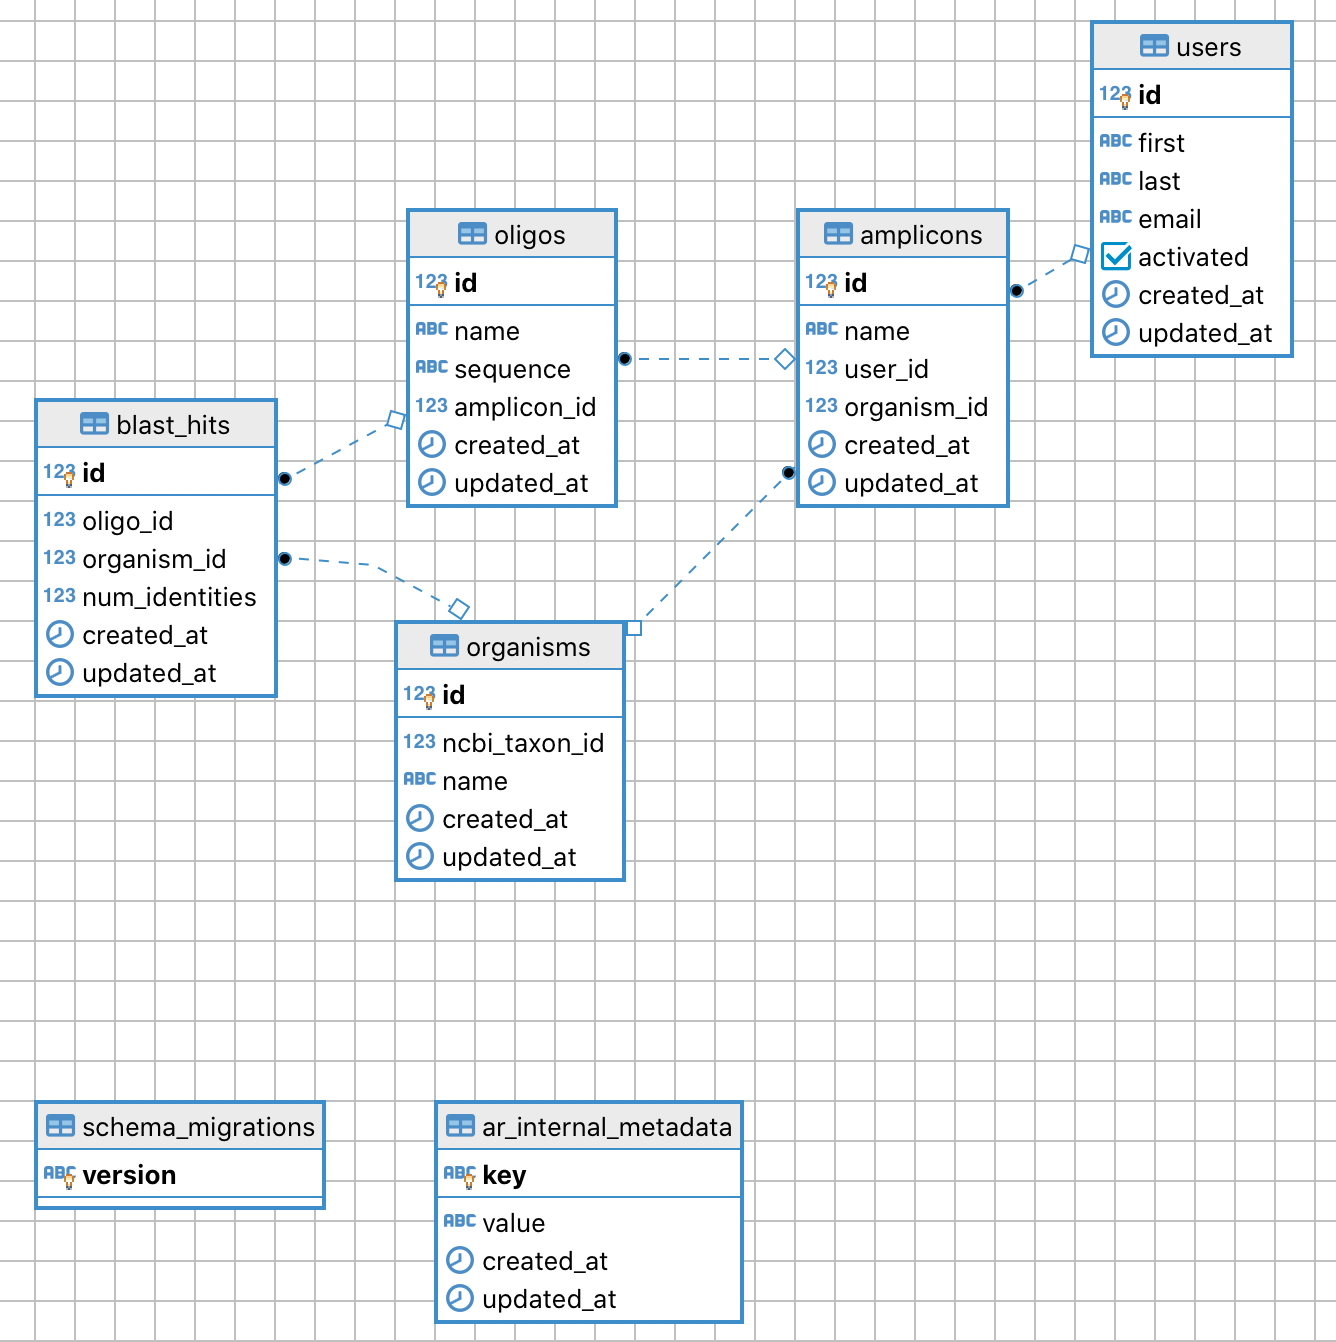 users
123 id
ABC first
ABC last
ABC email
activated
created_at
updated_at
oligos
123 id
ABC name
ABC sequence
123 amplicon_id
created_at
updated_at
amplicons
123 id
ABC name
123 user_id
123 organism_id
created_at
updated_at
blast_hits
123 id
123 oligo_id
123 organism_id
123 num_identities
created_at
updated_at
organisms
123 id
123 ncbi_taxon_id
ABC name
created_at
updated_at
schema_migrations
ABC version
ar_internal_metadata
ABC key
ABC value
created_at
updated_at